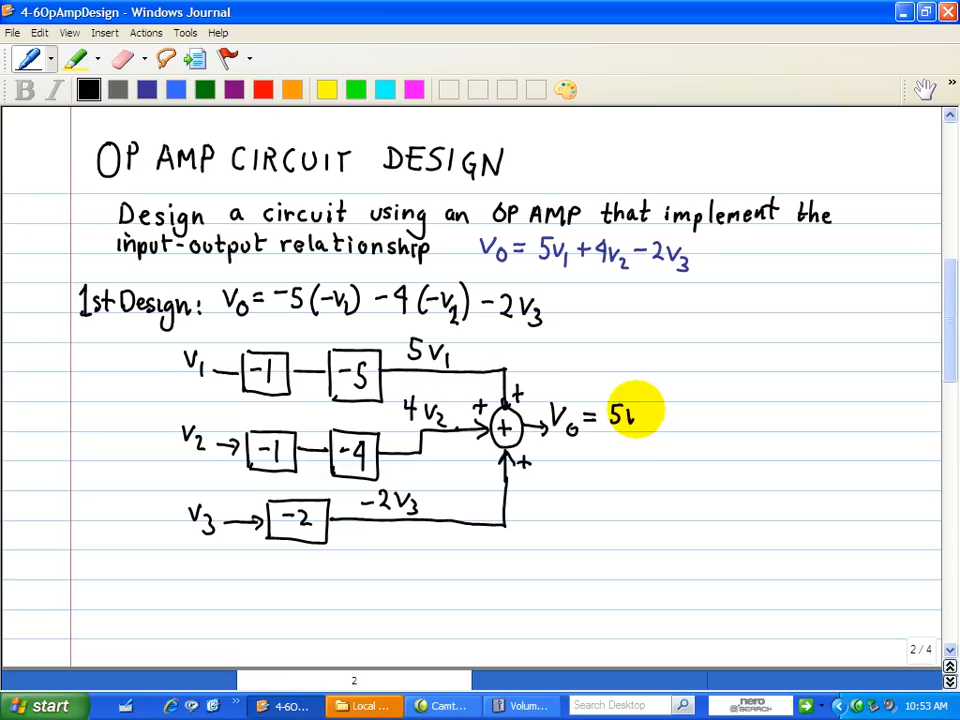 4-6OpAmpDesign - Windows Journal
File Edit View Insert Actions Tools Help
B I
OP AMP CIRCUIT DESIGN
Design a circuit using an OP AMP that implement the
input-output relationship V₀ = 5v₁ + 4v₂ - 2v₃
1st Design: V₀ = -5(-v₁) - 4(-v₂) - 2v₃
v₁ -1 -5 5v₁ +
v₂ -1 -4 4v₂ + + V₀ = 5v
v₃ -2 -2v₃ +
2 / 4
2
start 4-6O... Local ... Camt... Volum... Search Desktop nero @SEARCH 10:53 AM